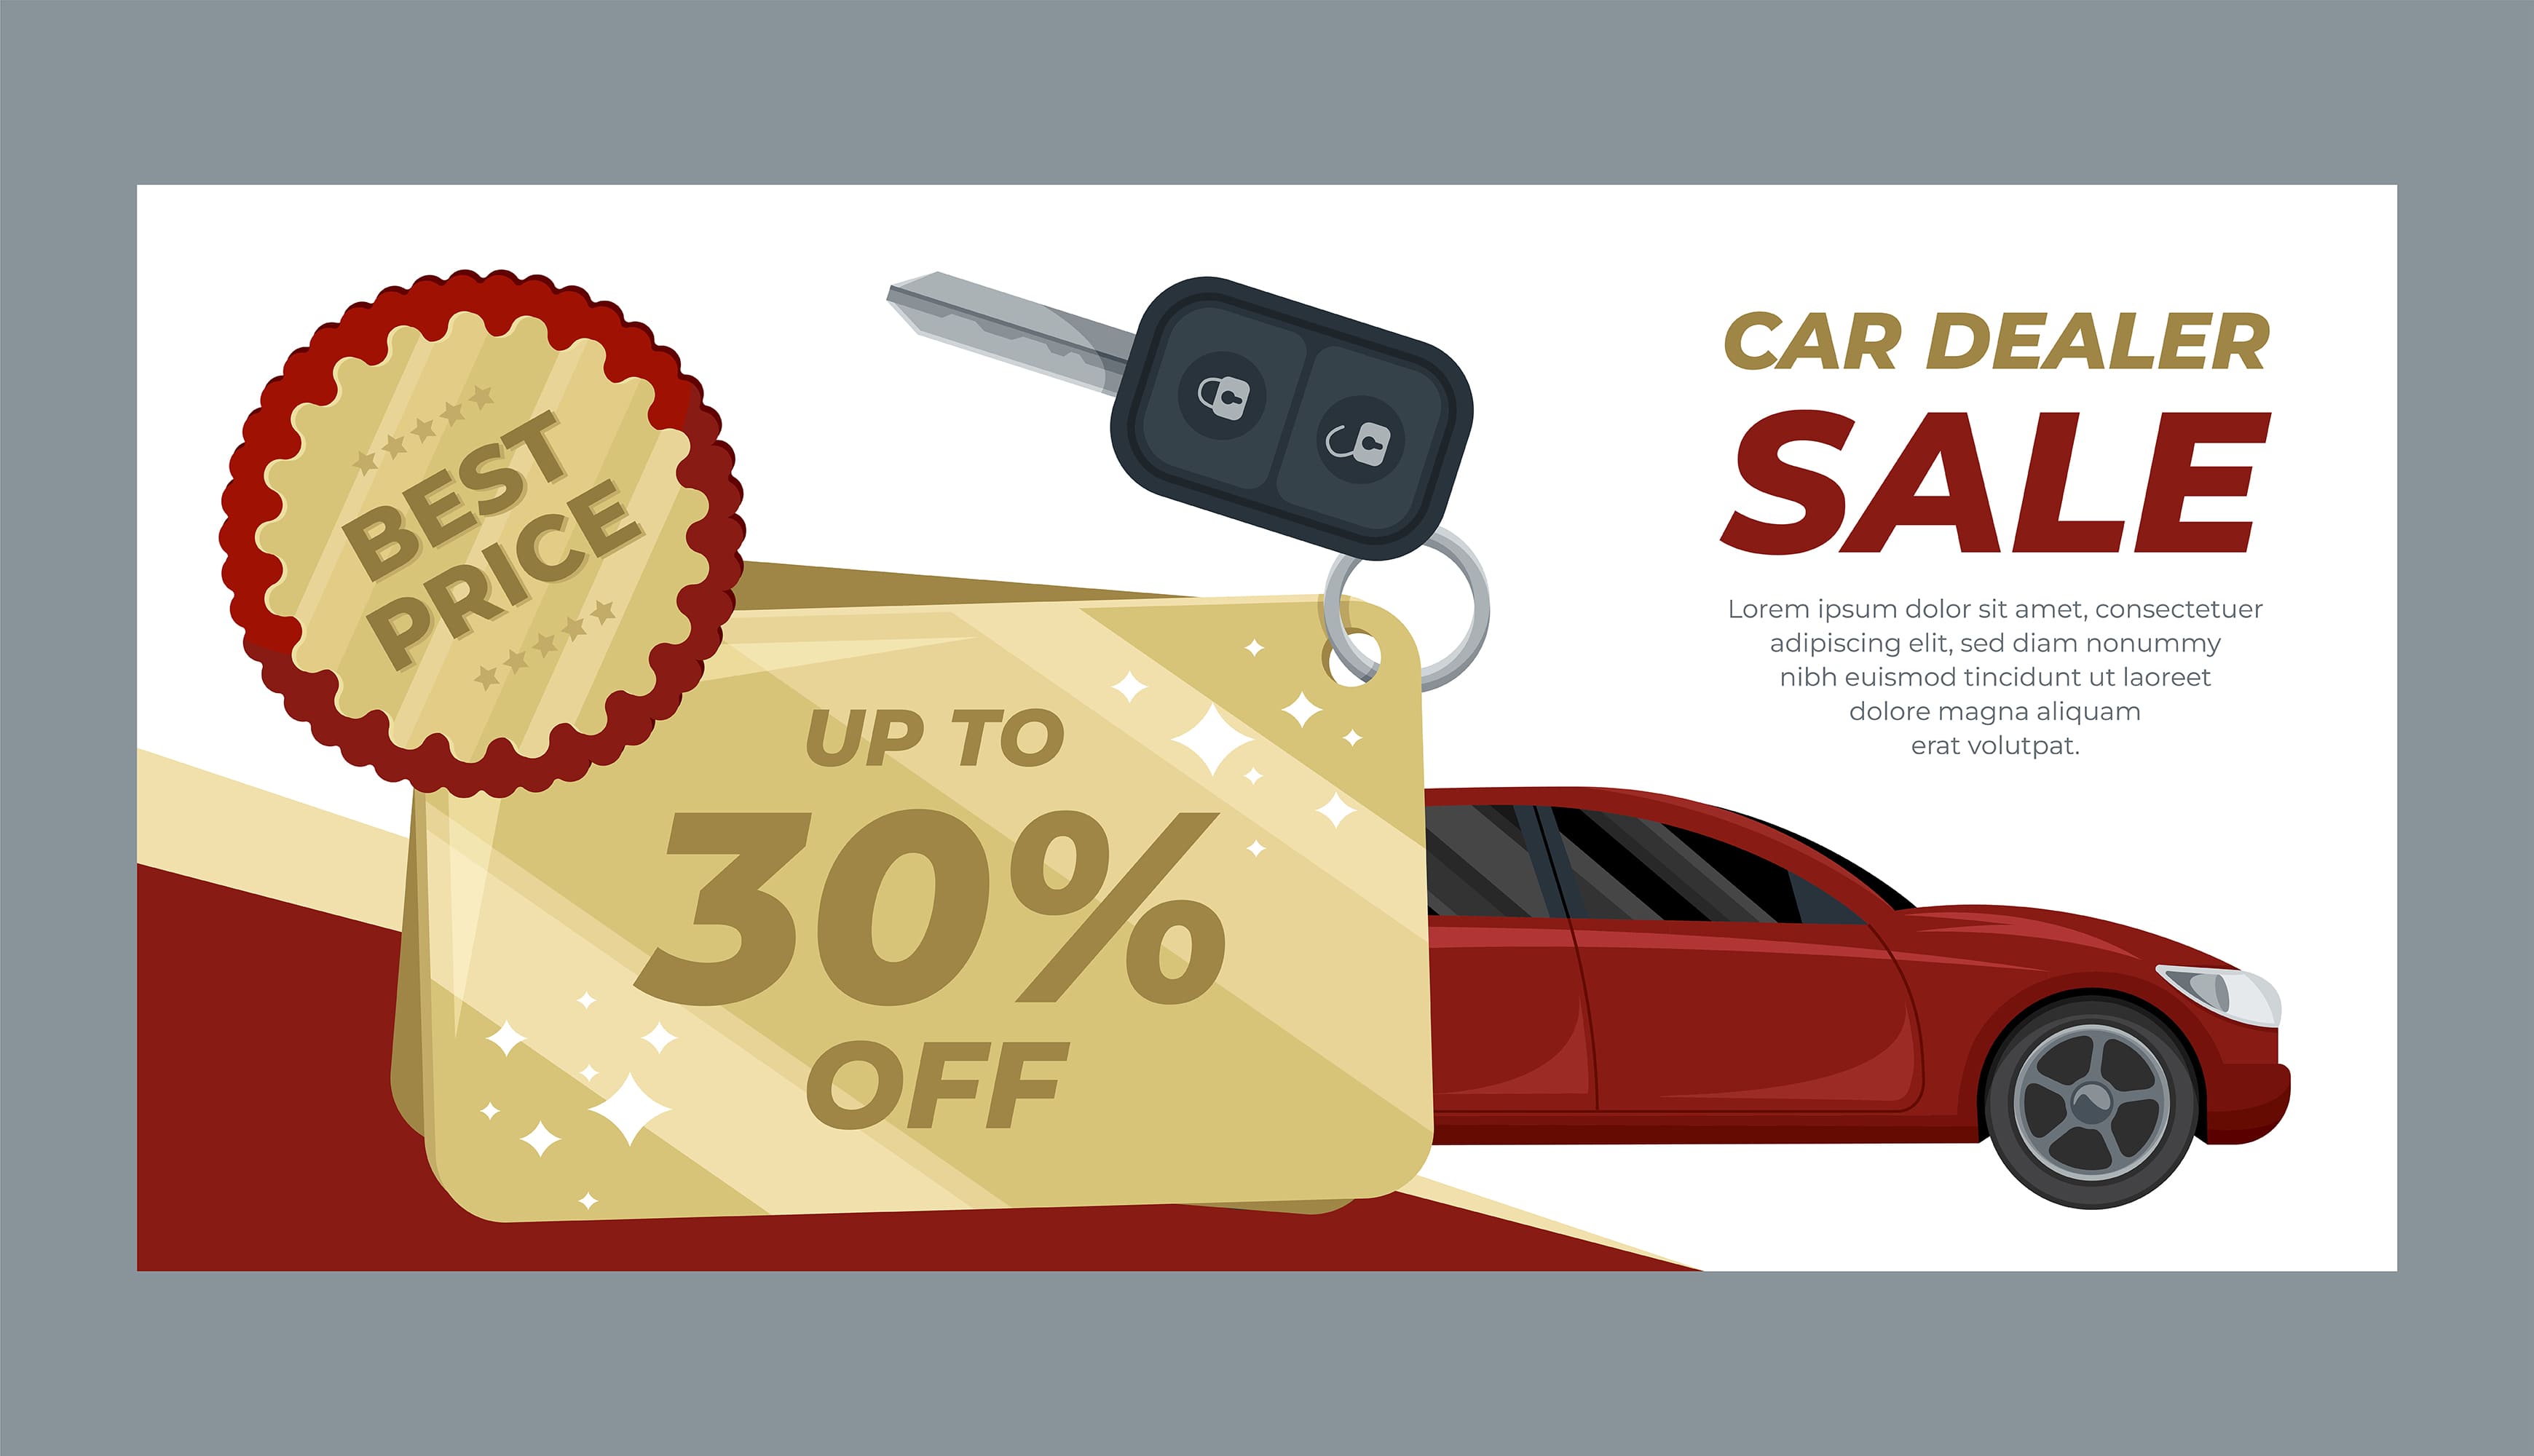 BEST
PRICE
UP TO
30%
OFF
CAR DEALER
SALE
Lorem ipsum dolor sit amet, consectetuer
adipiscing elit, sed diam nonummy
nibh euismod tincidunt ut laoreet
dolore magna aliquam
erat volutpat.